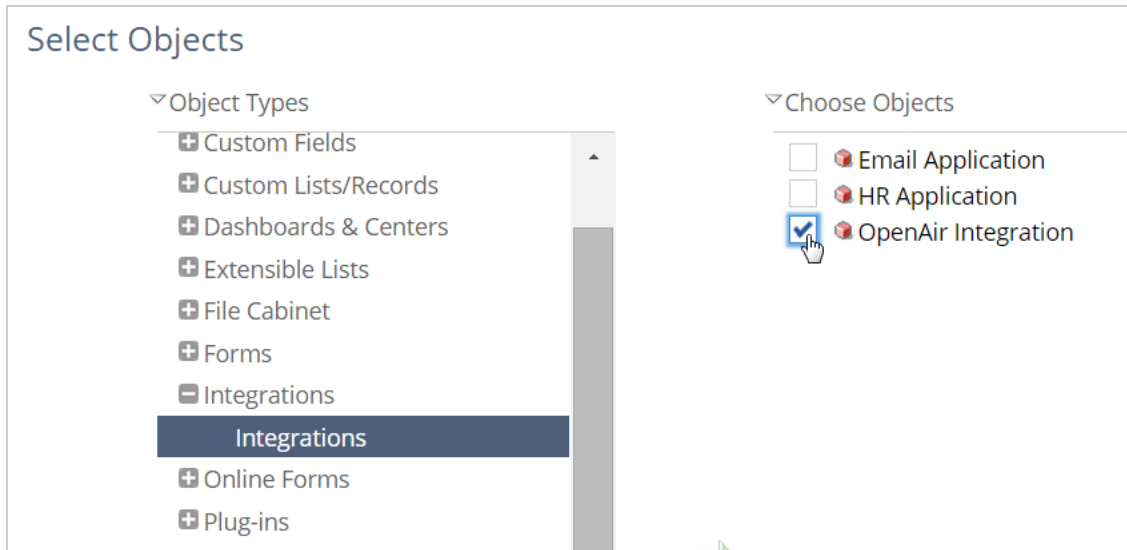 Select Objects
Object Types
Custom Fields
Custom Lists/Records
Dashboards & Centers
Extensible Lists
File Cabinet
Forms
Integrations
Integrations
Online Forms
Plug-ins
Choose Objects
Email Application
HR Application
OpenAir Integration